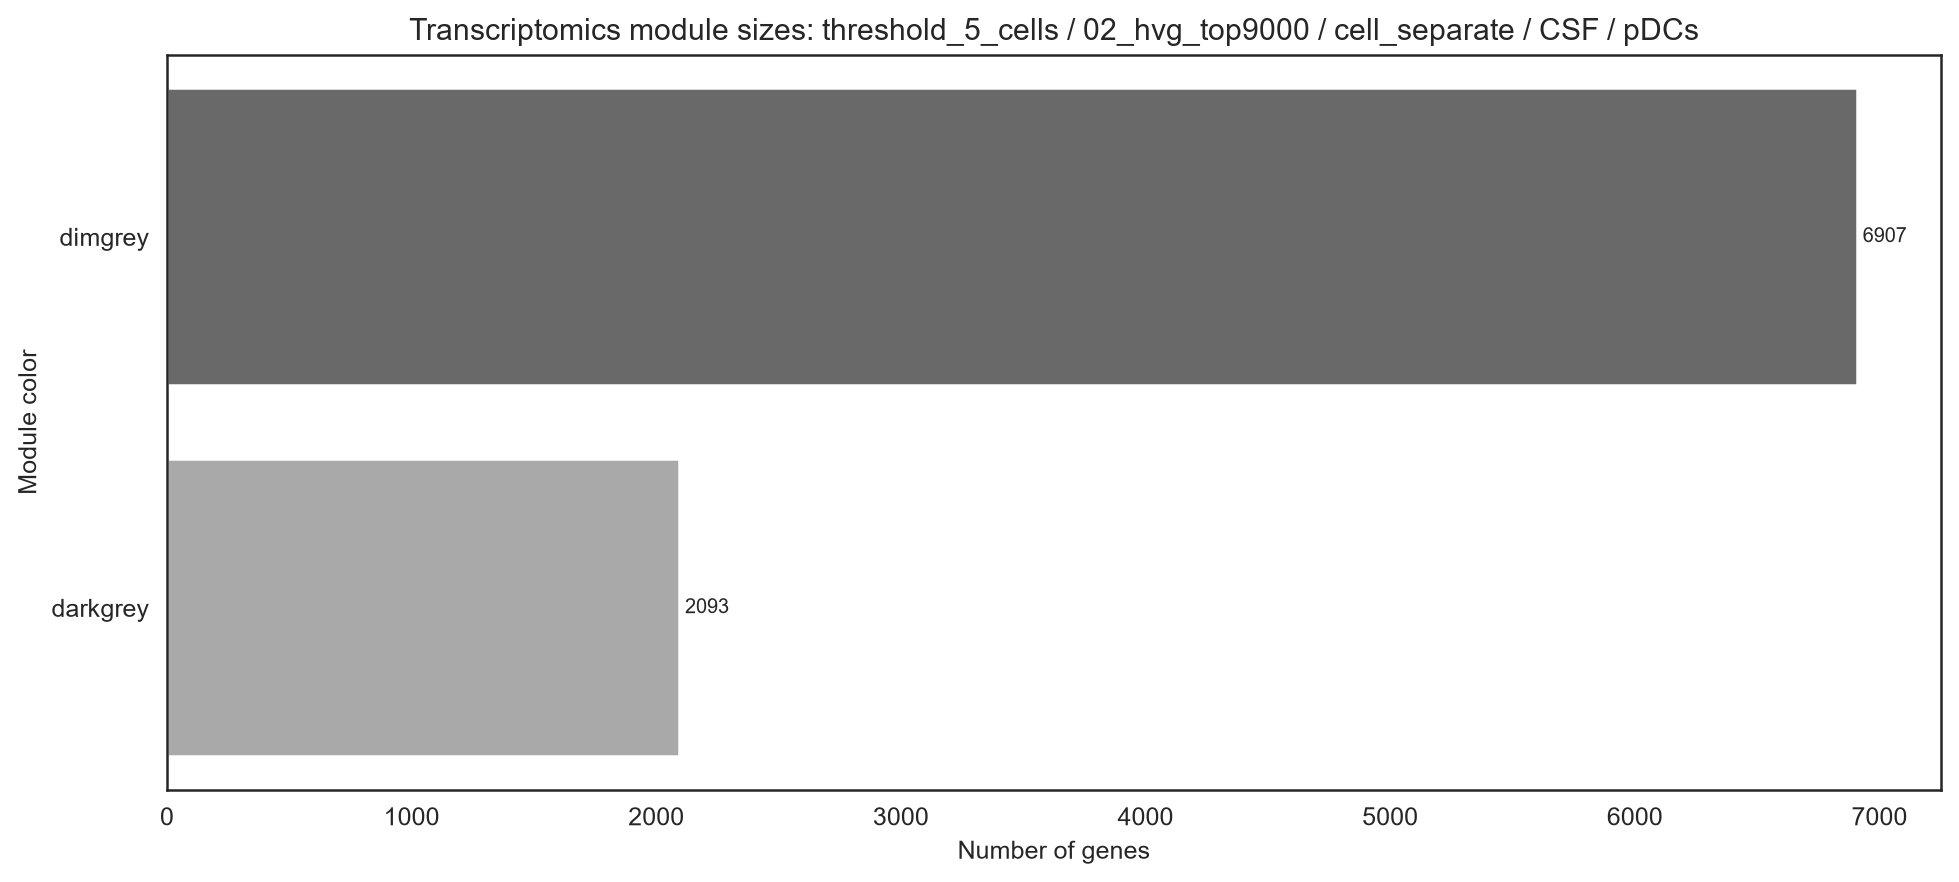 Transcriptomics module sizes: threshold_5_cells / 02_hvg_top9000 / cell_separate / CSF / pDCs
Module color
dimgrey
6907
darkgrey
2093
0 1000 2000 3000 4000 5000 6000 7000
Number of genes